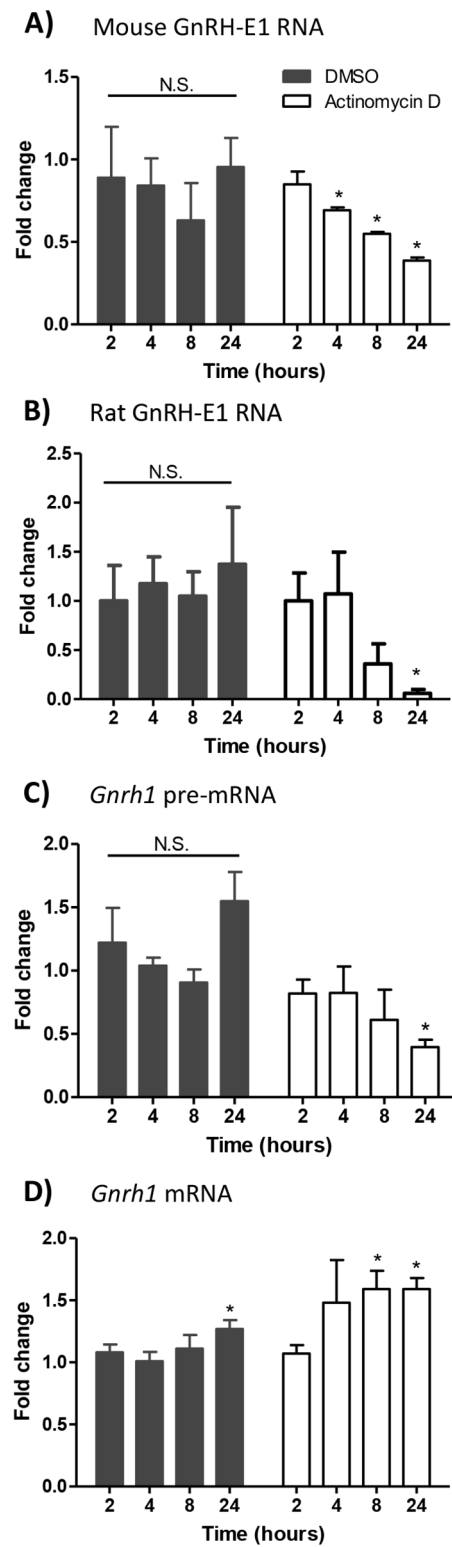 A) Mouse GnRH-E1 RNA
DMSO
Actinomycin D
N.S.
Fold change
1.5
1.0
0.5
0.0
* * *
2 4 8 24 2 4 8 24
Time (hours)
B) Rat GnRH-E1 RNA
N.S.
Fold change
2.5
2.0
1.5
1.0
0.5
0.0
*
2 4 8 24 2 4 8 24
Time (hours)
C) Gnrh1 pre-mRNA
N.S.
Fold change
2.0
1.5
1.0
0.5
0.0
*
2 4 8 24 2 4 8 24
Time (hours)
D) Gnrh1 mRNA
Fold change
2.0
1.5
1.0
0.5
0.0
* * *
2 4 8 24 2 4 8 24
Time (hours)